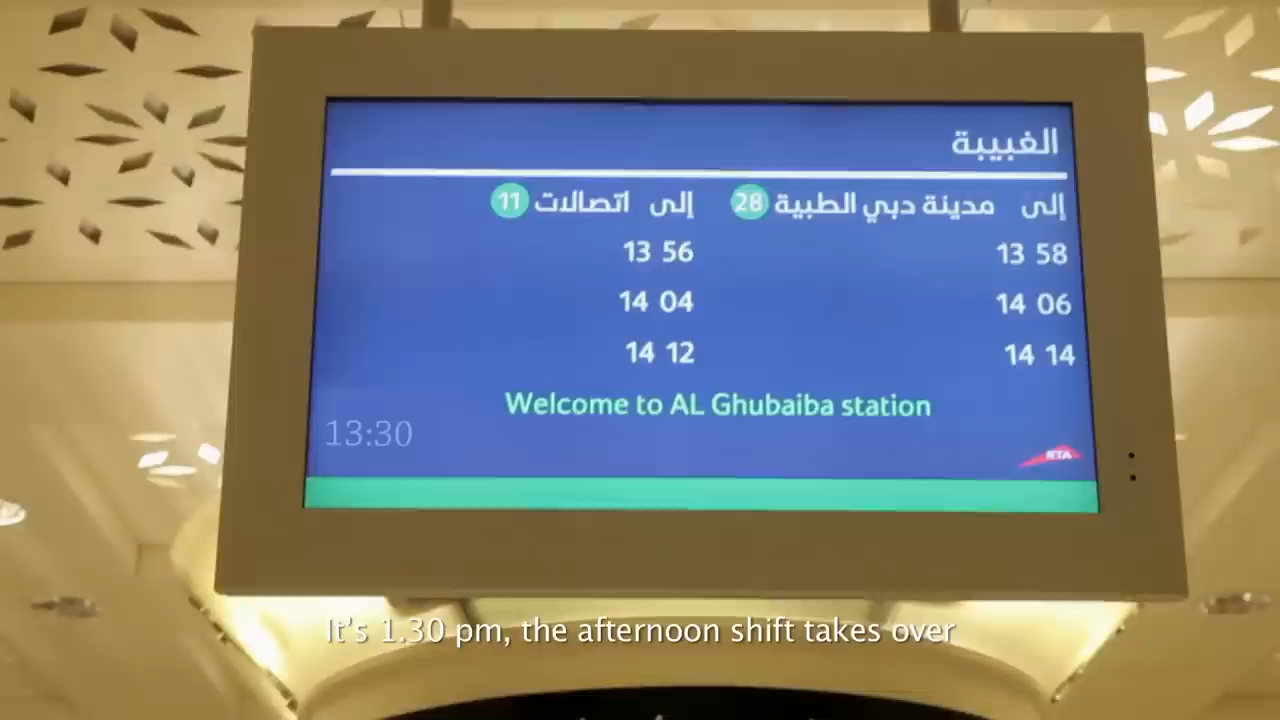 الغبيبة
إلى مدينة دبي الطبية 28 إلى اتصالات 11
13 58 13 56
14 06 14 04
14 14 14 12
Welcome to AL Ghubaiba station
13:30
RTA
It's 1.30 pm, the afternoon shift takes over